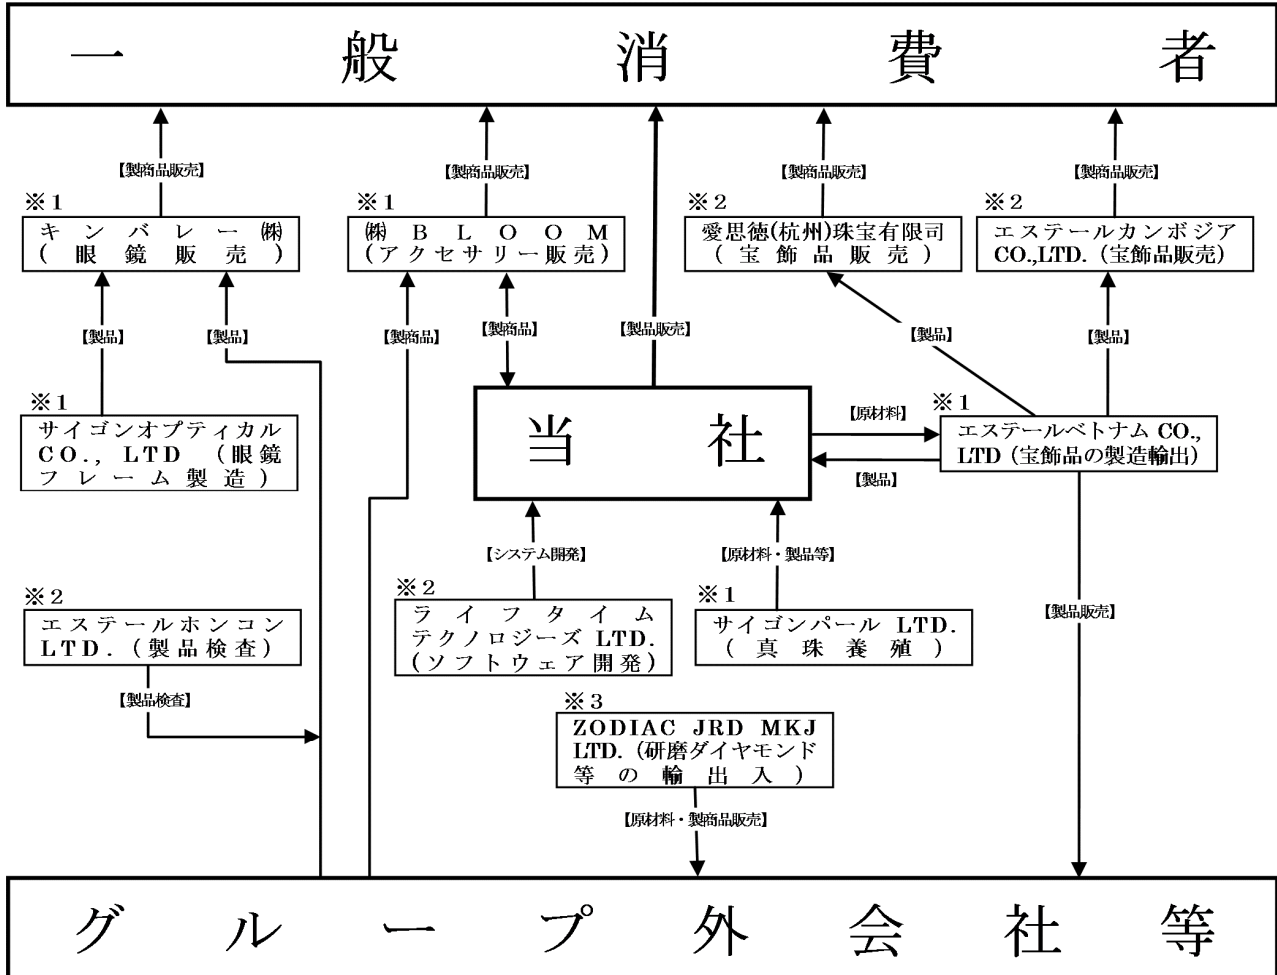 一般消費者
【製商品販売】
【製商品販売】
【製商品販売】
【製商品販売】
※1
キンバレー㈱
(眼鏡販売)
※1
㈱BLOOM
(アクセサリー販売)
※2
愛思徳(杭州)珠宝有限司
(宝飾品販売)
※2
エステールカンボジア
CO.,LTD. (宝飾品販売)
【製品】
【製品】
【製商品】
【製商品】
【製品販売】
【製品】
【製品】
※1
サイゴンオプティカル
CO., LTD (眼鏡
フレーム製造)
当社
【原材料】
【製品】
※1
エステールベトナム CO.,
LTD (宝飾品の製造輸出)
【システム開発】
【原材料・製品等】
※2
エステールホンコン
LTD. (製品検査)
※2
ライフタイム
テクノロジーズ LTD.
(ソフトウェア開発)
※1
サイゴンパール LTD.
(真珠養殖)
【製品販売】
【製品検査】
※3
ZODIAC JRD MKJ
LTD. (研磨ダイヤモンド
等の輸出入)
【原材料・製商品販売】
グループ外会社等